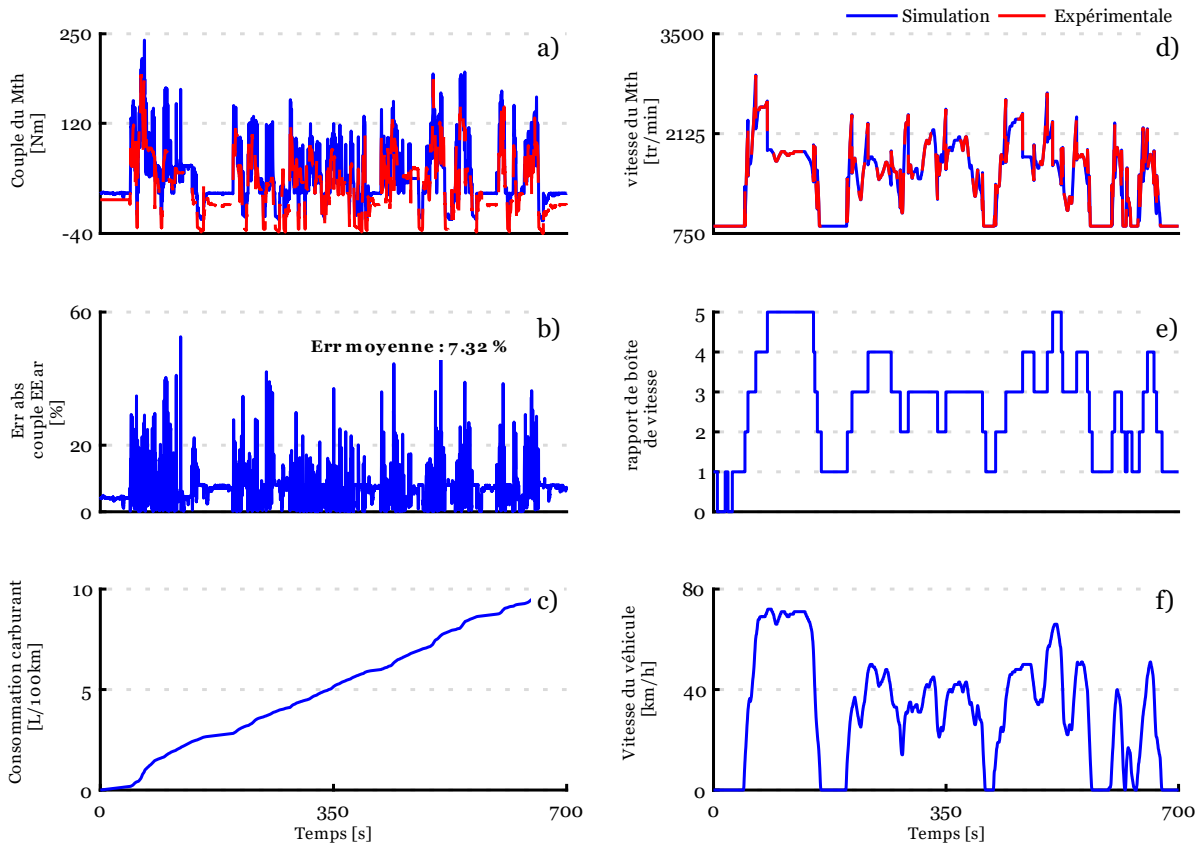 Simulation
Expérimentale
250
120
-40
Couple du Mth
[Nm]
a)
3500
2125
750
vitesse du Mth
[tr/min]
d)
60
20
0
Err abs
couple EEar
[%]
Err moyenne : 7.32 %
b)
5
4
3
2
1
0
rapport de boîte
de vitesse
e)
10
5
0
Consommation carburant
[L/100km]
c)
0
350
700
Temps [s]
80
40
0
Vitesse du véhicule
[km/h]
f)
0
350
700
Temps [s]